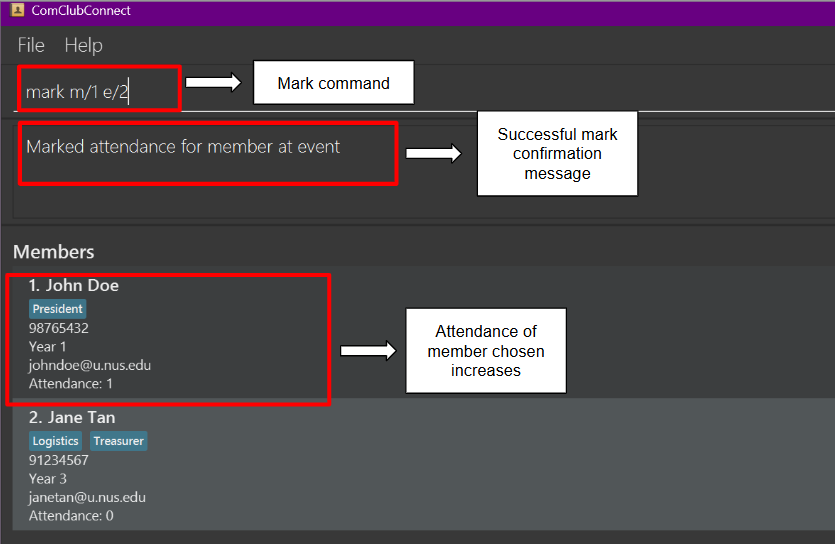 ComClubConnect
File Help
mark m/1 e/2
Mark command
Marked attendance for member at event
Successful mark
confirmation
message
Members
1. John Doe
President
98765432
Year 1
johndoe@u.nus.edu
Attendance: 1
Attendance of
member chosen
increases
2. Jane Tan
Logistics Treasurer
91234567
Year 3
janetan@u.nus.edu
Attendance: 0